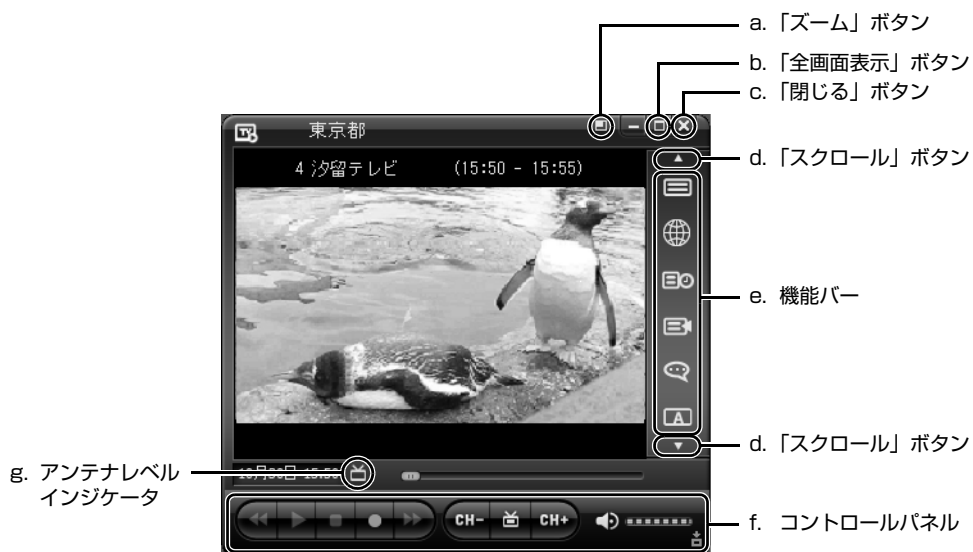 a. 「ズーム」ボタン
b. 「全画面表示」ボタン
c. 「閉じる」ボタン
TV
東京都
d. 「スクロール」ボタン
4 汐留テレビ (15:50 - 15:55)
e. 機能バー
A
d. 「スクロール」ボタン
g. アンテナレベル
インジケータ
CH-
CH+
f. コントロールパネル